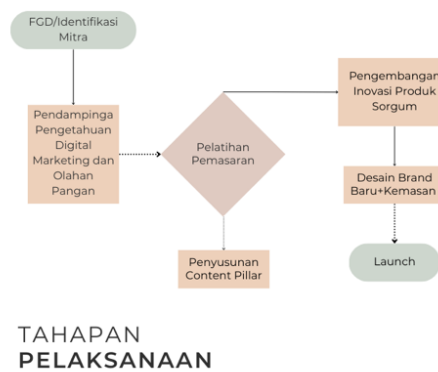 FGD/Identifikasi
Mitra
Pendampinga
Pengetahuan
Digital
Marketing dan
Olahan
Pangan
Pelatihan
Pemasaran
Penyusunan
Content Pillar
Pengembangan
Inovasi Produk
Sorgum
Desain Brand
Baru+Kemasan
Launch
TAHAPAN
PELAKSANAAN